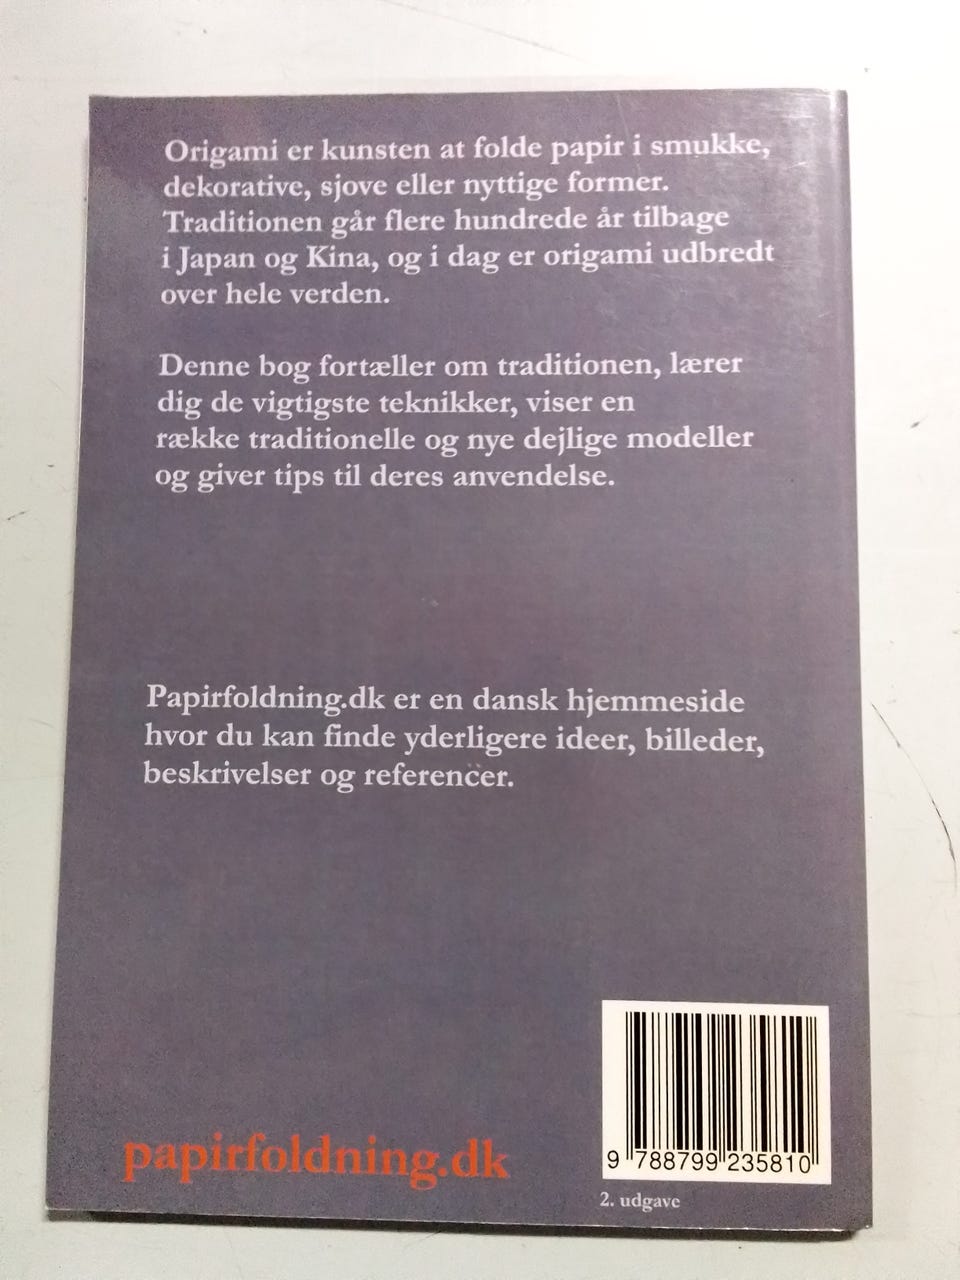 Origami er kunsten at folde papir i smukke,
dekorative, sjove eller nyttige former.
Traditionen går flere hundrede år tilbage
i Japan og Kina, og i dag er origami udbredt
over hele verden.
Denne bog fortæller om traditionen, lærer
dig de vigtigste teknikker, viser en
række traditionelle og nye dejlige modeller
og giver tips til deres anvendelse.
Papirfoldning.dk er en dansk hjemmeside
hvor du kan finde yderligere ideer, billeder,
beskrivelser og referencer.
papirfoldning.dk
9 788799 235810
2. udgave